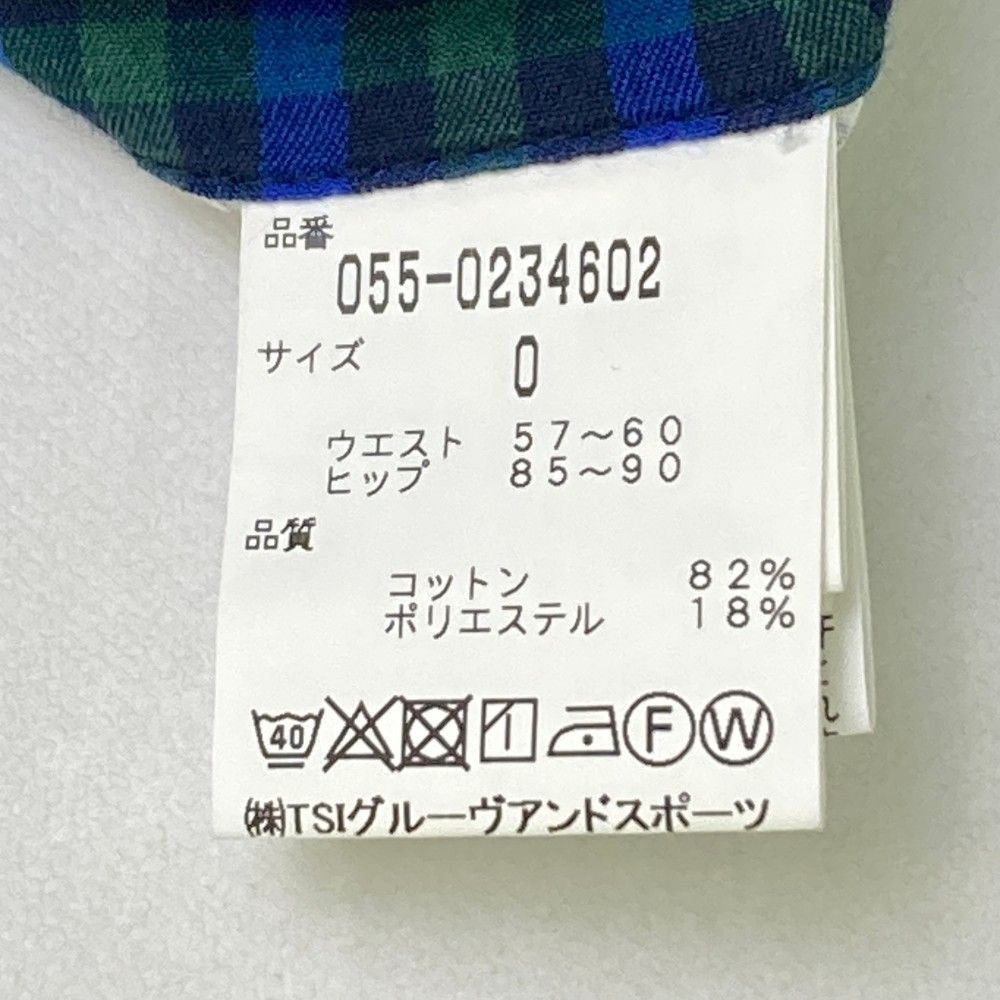 品番
055-0234602
サイズ 0
ウエスト 57～60
ヒップ 85～90
品質
コットン 82%
ポリエステル 18%
40 F W
㈱TSIグルーヴアンドスポーツ